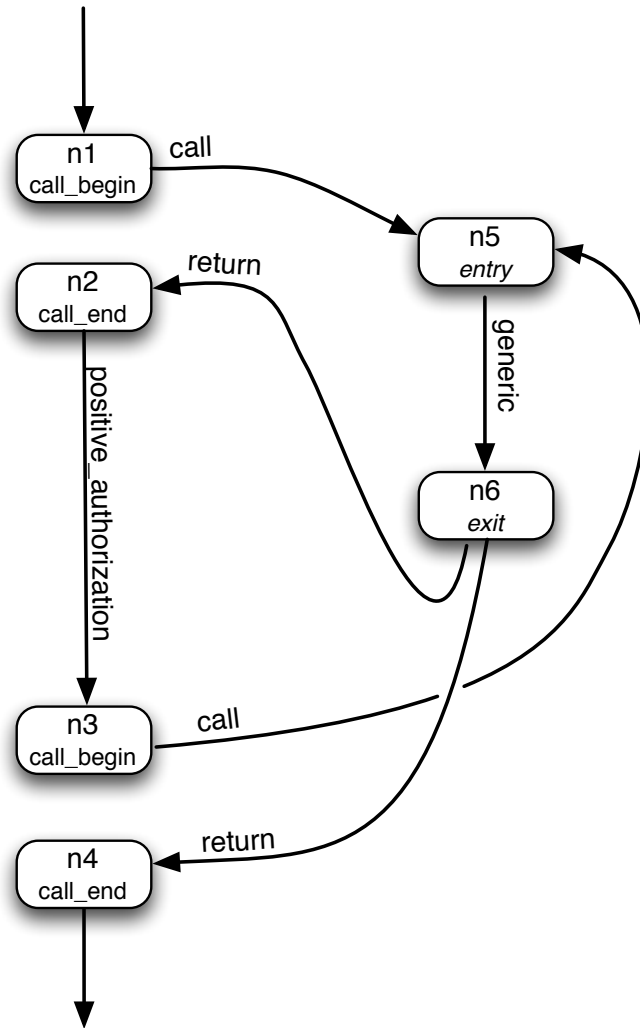 n1
call_begin
call
n5
entry
return
n2
call_end
generic
positive_authorization
n6
exit
n3
call_begin
call
n4
call_end
return